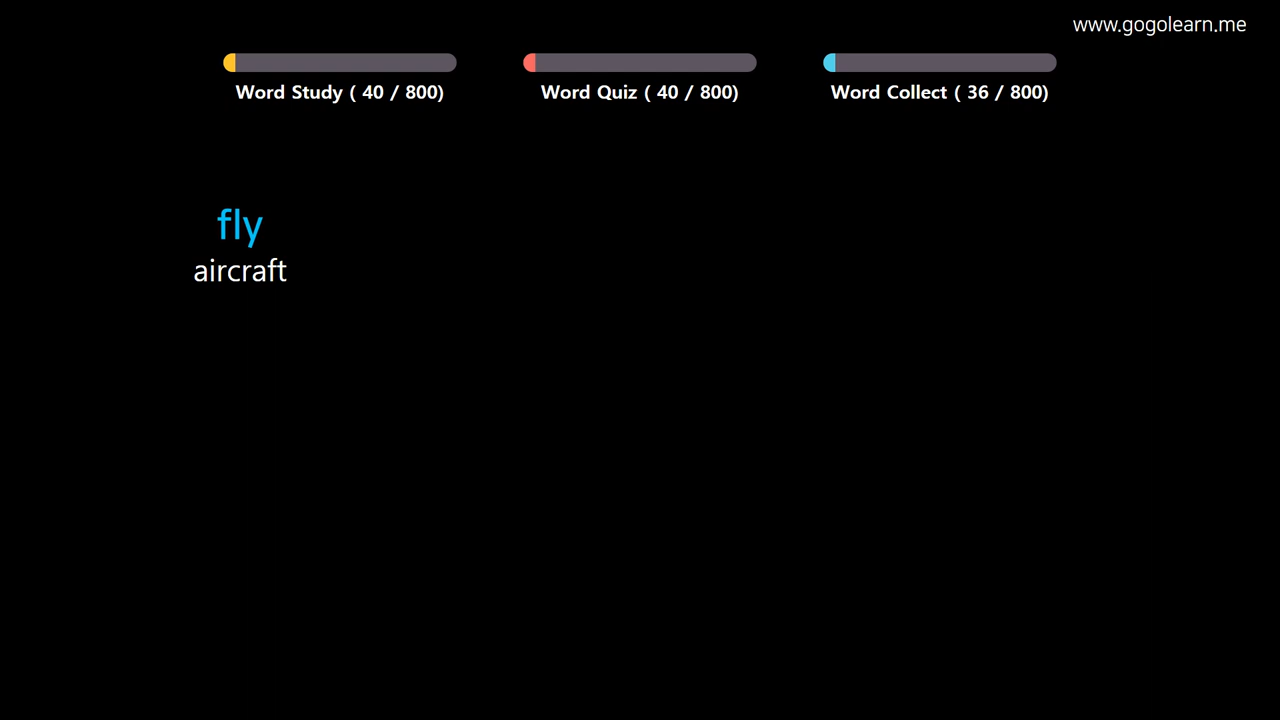 www.gogolearn.me
Word Study ( 40 / 800)
Word Quiz ( 40 / 800)
Word Collect ( 36 / 800)
fly
aircraft